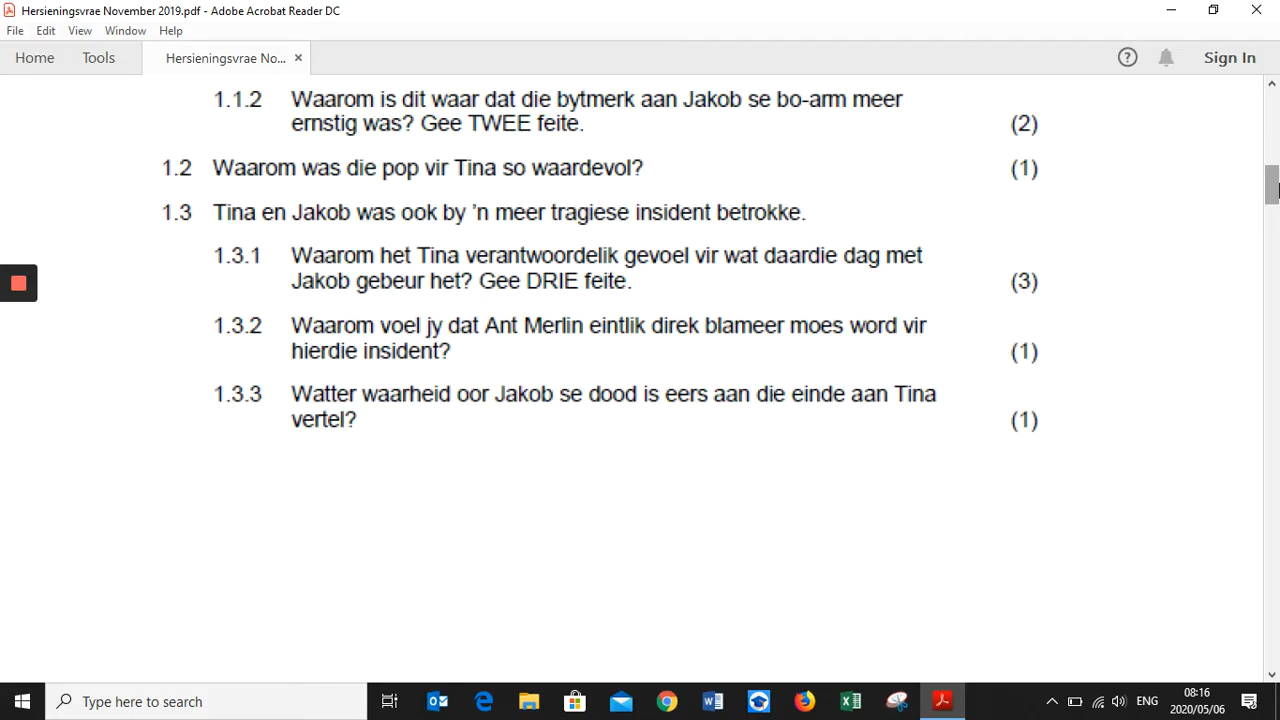 Hersieningsvrae November 2019.pdf - Adobe Acrobat Reader DC
File Edit View Window Help
Home Tools Hersieningsvrae No... × Sign In
1.1.2 Waarom is dit waar dat die bytmerk aan Jakob se bo-arm meer
ernstig was? Gee TWEE feite. (2)
1.2 Waarom was die pop vir Tina so waardevol? (1)
1.3 Tina en Jakob was ook by 'n meer tragiese insident betrokke.
1.3.1 Waarom het Tina verantwoordelik gevoel vir wat daardie dag met
Jakob gebeur het? Gee DRIE feite. (3)
1.3.2 Waarom voel jy dat Ant Merlin eintlik direk blameer moes word vir
hierdie insident? (1)
1.3.3 Watter waarheid oor Jakob se dood is eers aan die einde aan Tina
vertel? (1)
Type here to search ENG 08:16
2020/05/06